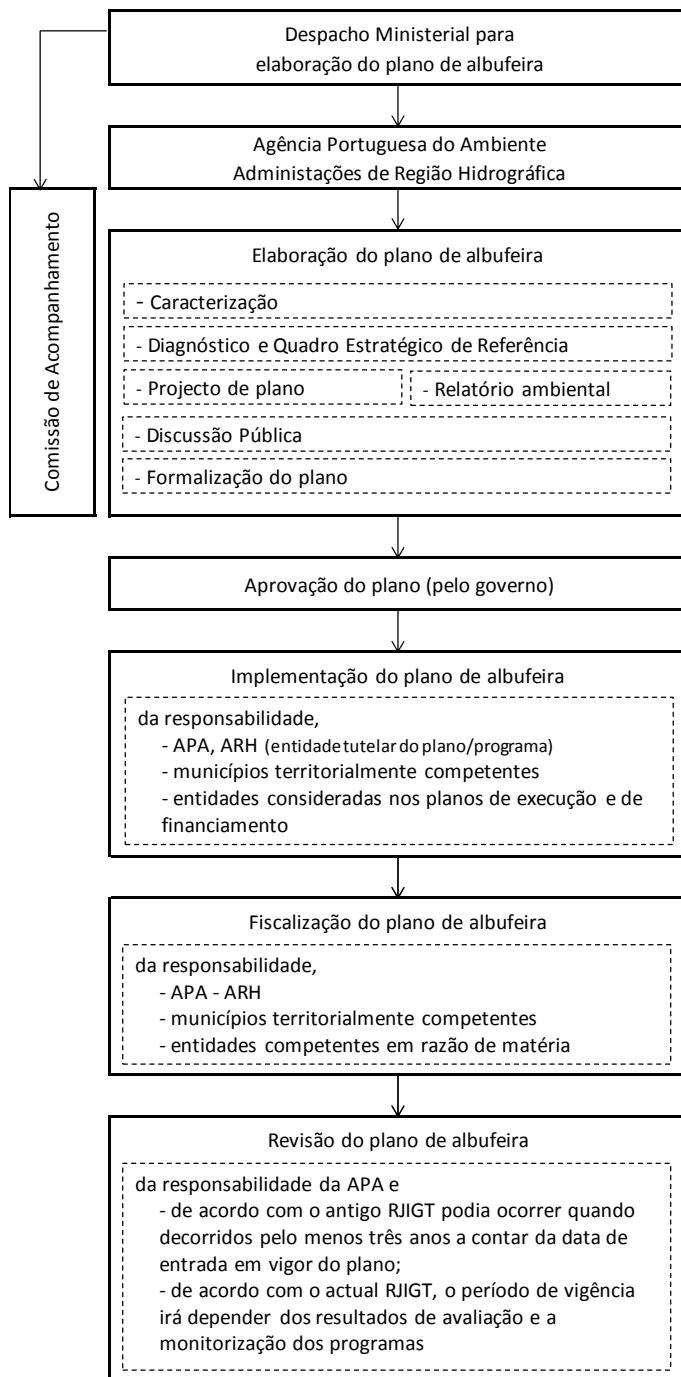 Despacho Ministerial para
elaboração do plano de albufeira
Agência Portuguesa do Ambiente
Administações de Região Hidrográfica
Comissão de Acompanhamento
Elaboração do plano de albufeira
- Caracterização
- Diagnóstico e Quadro Estratégico de Referência
- Projecto de plano
- Relatório ambiental
- Discussão Pública
- Formalização do plano
Aprovação do plano (pelo governo)
Implementação do plano de albufeira
da responsabilidade,
- APA, ARH (entidade tutelar do plano/programa)
- municípios territorialmente competentes
- entidades consideradas nos planos de execução e de
financiamento
Fiscalização do plano de albufeira
da responsabilidade,
- APA - ARH
- municípios territorialmente competentes
- entidades competentes em razão de matéria
Revisão do plano de albufeira
da responsabilidade da APA e
- de acordo com o antigo RJIGT podia ocorrer quando
decorridos pelo menos três anos a contar da data de
entrada em vigor do plano;
- de acordo com o actual RJIGT, o período de vigência
irá depender dos resultados de avaliação e a
monitorização dos programas